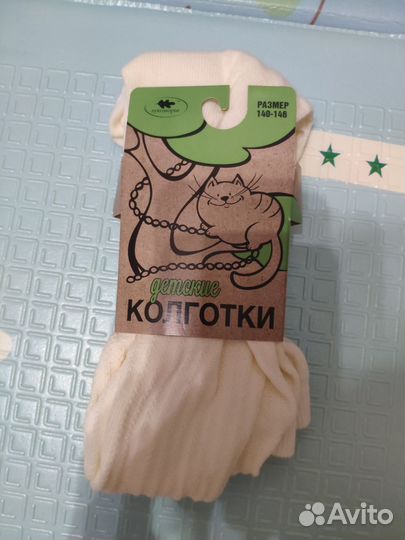 РАЗМЕР
140-146
детские
КОЛГОТКИ
Avito